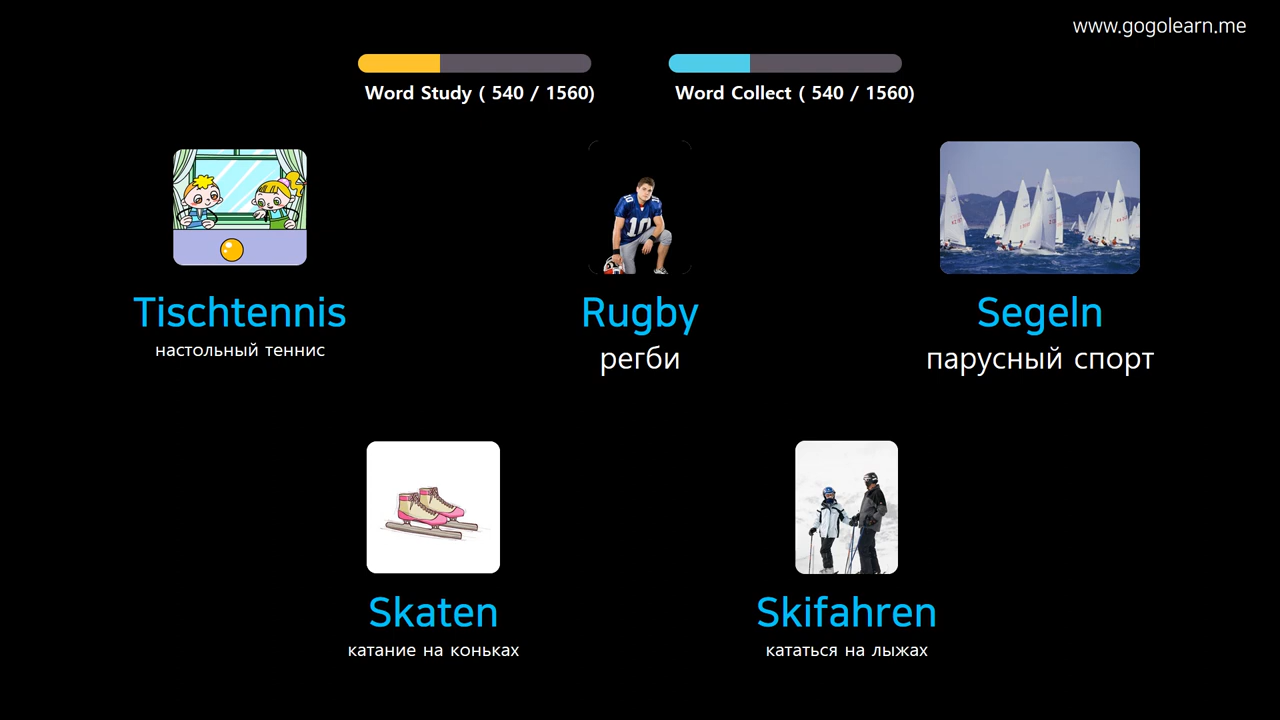 www.gogolearn.me
Word Study ( 540 / 1560)
Word Collect ( 540 / 1560)
Tischtennis
настольный теннис
Rugby
регби
Segeln
парусный спорт
Skaten
катание на коньках
Skifahren
кататься на лыжах